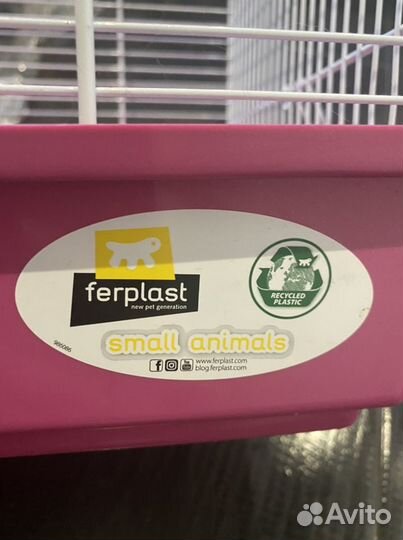 ferplast
new pet generation
RECYCLED
PLASTIC
small animals
www.ferplast.com
blog.ferplast.com
Avito